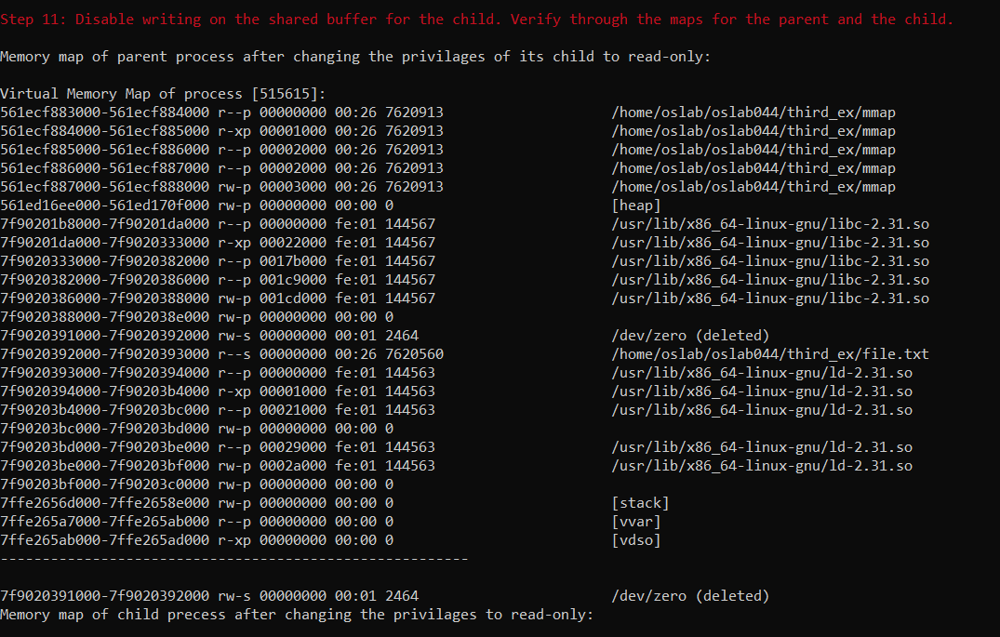 Step 11: Disable writing on the shared buffer for the child. Verify through the maps for the parent and the child.
Memory map of parent process after changing the privilages of its child to read-only:
Virtual Memory Map of process [515615]:
561ecf883000-561ecf884000 r--p 00000000 00:26 7620913 /home/oslab/oslab044/third_ex/mmap
561ecf884000-561ecf885000 r-xp 00001000 00:26 7620913 /home/oslab/oslab044/third_ex/mmap
561ecf885000-561ecf886000 r--p 00002000 00:26 7620913 /home/oslab/oslab044/third_ex/mmap
561ecf886000-561ecf887000 r--p 00002000 00:26 7620913 /home/oslab/oslab044/third_ex/mmap
561ecf887000-561ecf888000 rw-p 00003000 00:26 7620913 /home/oslab/oslab044/third_ex/mmap
561ed16ee000-561ed170f000 rw-p 00000000 00:00 0 [heap]
7f90201b8000-7f90201da000 r--p 00000000 fe:01 144567 /usr/lib/x86_64-linux-gnu/libc-2.31.so
7f90201da000-7f9020333000 r-xp 00022000 fe:01 144567 /usr/lib/x86_64-linux-gnu/libc-2.31.so
7f9020333000-7f9020382000 r--p 0017b000 fe:01 144567 /usr/lib/x86_64-linux-gnu/libc-2.31.so
7f9020382000-7f9020386000 r--p 001c9000 fe:01 144567 /usr/lib/x86_64-linux-gnu/libc-2.31.so
7f9020386000-7f9020388000 rw-p 001cd000 fe:01 144567 /usr/lib/x86_64-linux-gnu/libc-2.31.so
7f9020388000-7f902038e000 rw-p 00000000 00:00 0
7f9020391000-7f9020392000 rw-s 00000000 00:01 2464 /dev/zero (deleted)
7f9020392000-7f9020393000 r--s 00000000 00:26 7620560 /home/oslab/oslab044/third_ex/file.txt
7f9020393000-7f9020394000 r--p 00000000 fe:01 144563 /usr/lib/x86_64-linux-gnu/ld-2.31.so
7f9020394000-7f90203b4000 r-xp 00001000 fe:01 144563 /usr/lib/x86_64-linux-gnu/ld-2.31.so
7f90203b4000-7f90203bc000 r--p 00021000 fe:01 144563 /usr/lib/x86_64-linux-gnu/ld-2.31.so
7f90203bc000-7f90203bd000 rw-p 00000000 00:00 0
7f90203bd000-7f90203be000 r--p 00029000 fe:01 144563 /usr/lib/x86_64-linux-gnu/ld-2.31.so
7f90203be000-7f90203bf000 rw-p 0002a000 fe:01 144563 /usr/lib/x86_64-linux-gnu/ld-2.31.so
7f90203bf000-7f90203c0000 rw-p 00000000 00:00 0
7ffe2656d000-7ffe2658e000 rw-p 00000000 00:00 0 [stack]
7ffe265a7000-7ffe265ab000 r--p 00000000 00:00 0 [vvar]
7ffe265ab000-7ffe265ad000 r-xp 00000000 00:00 0 [vdso]
--------------------------------------------------------
7f9020391000-7f9020392000 rw-s 00000000 00:01 2464 /dev/zero (deleted)
Memory map of child precess after changing the privilages to read-only: